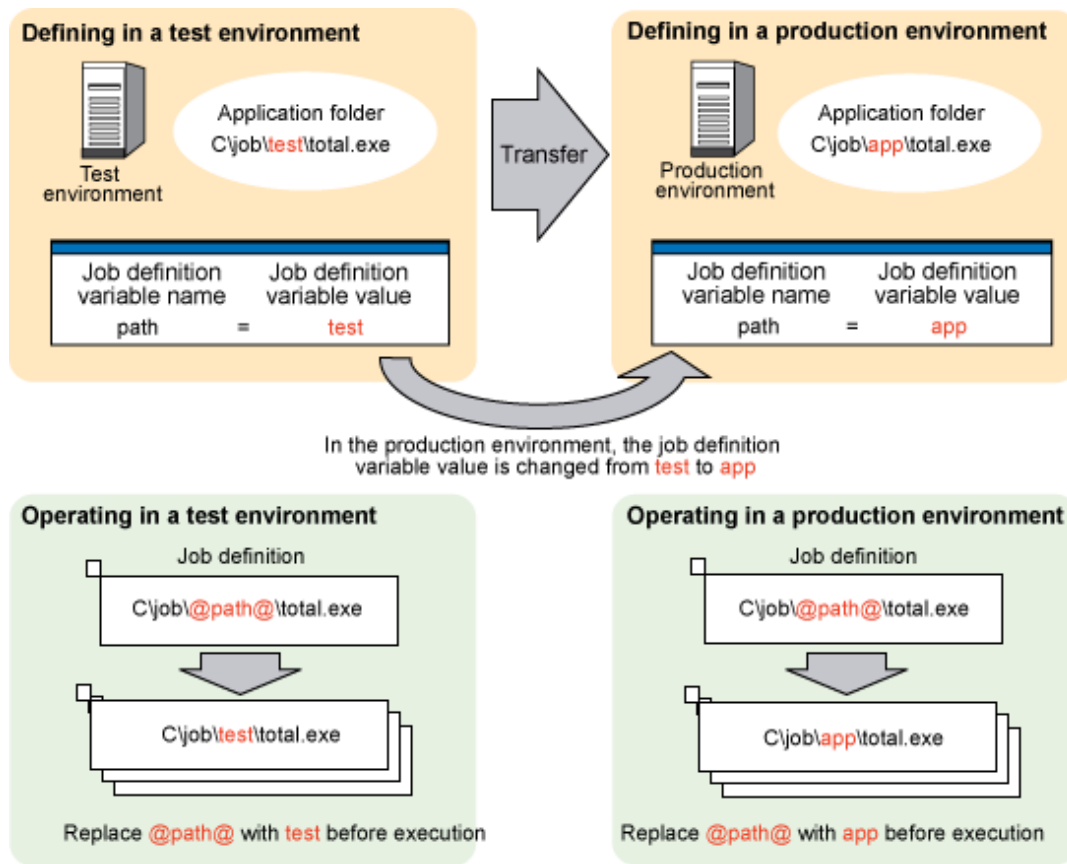 Defining in a test environment
Application folder
C\job\test\total.exe
Test
environment
Job definition
variable name
Job definition
variable value
path = test
Transfer
Defining in a production environment
Application folder
C\job\app\total.exe
Production
environment
Job definition
variable name
Job definition
variable value
path = app
In the production environment, the job definition
variable value is changed from test to app
Operating in a test environment
Job definition
C\job\@path@\total.exe
C\job\test\total.exe
Replace @path@ with test before execution
Operating in a production environment
Job definition
C\job\@path@\total.exe
C\job\app\total.exe
Replace @path@ with app before execution